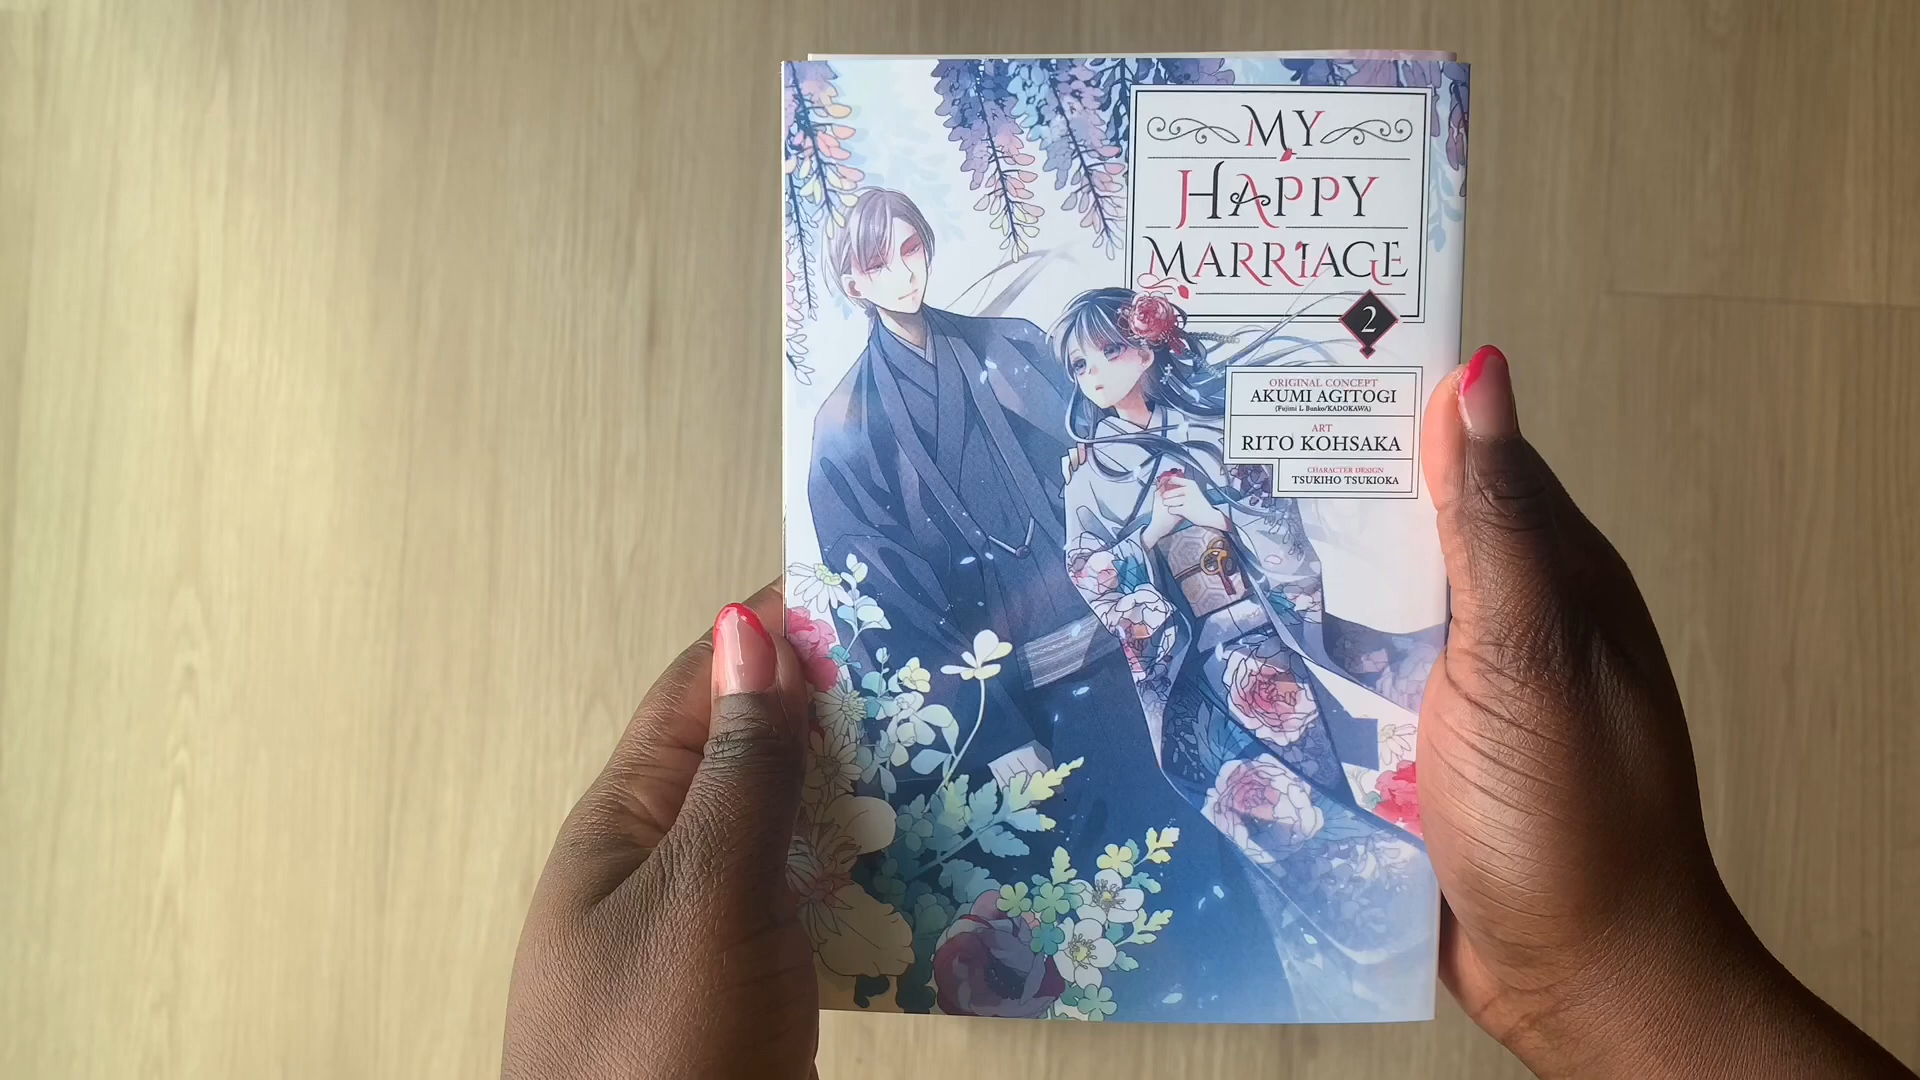 MY
HAPPY
MARRIAGE
2
ORIGINAL CONCEPT
AKUMI AGITOGI
(Fujimi L Bunko/KADOKAWA)
ART
RITO KOHSAKA
CHARACTER DESIGN
TSUKIHO TSUKIOKA